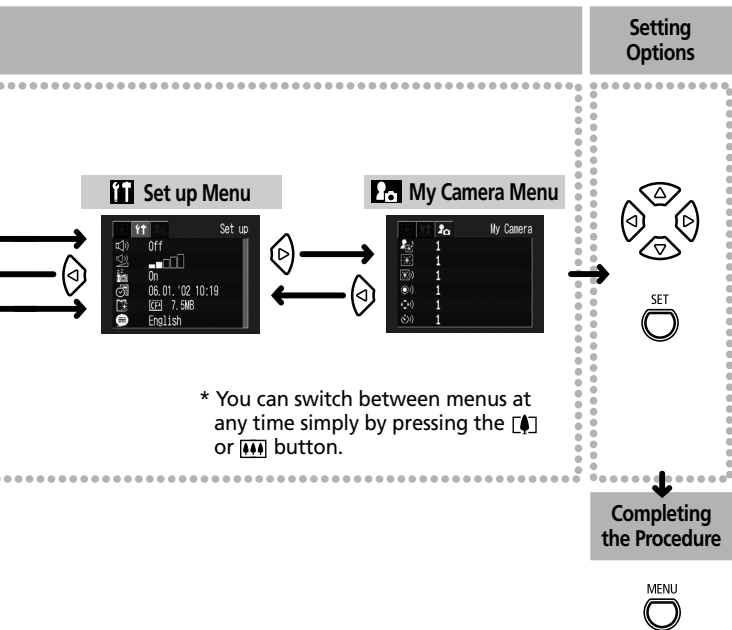 Setting
Options
Set up Menu
My Camera Menu
Set up
Off
On
06.01.'02 10:19
CF 7.5MB
English
My Camera
1
1
1
1
1
1
SET
* You can switch between menus at
any time simply by pressing the
or button.
Completing
the Procedure
MENU